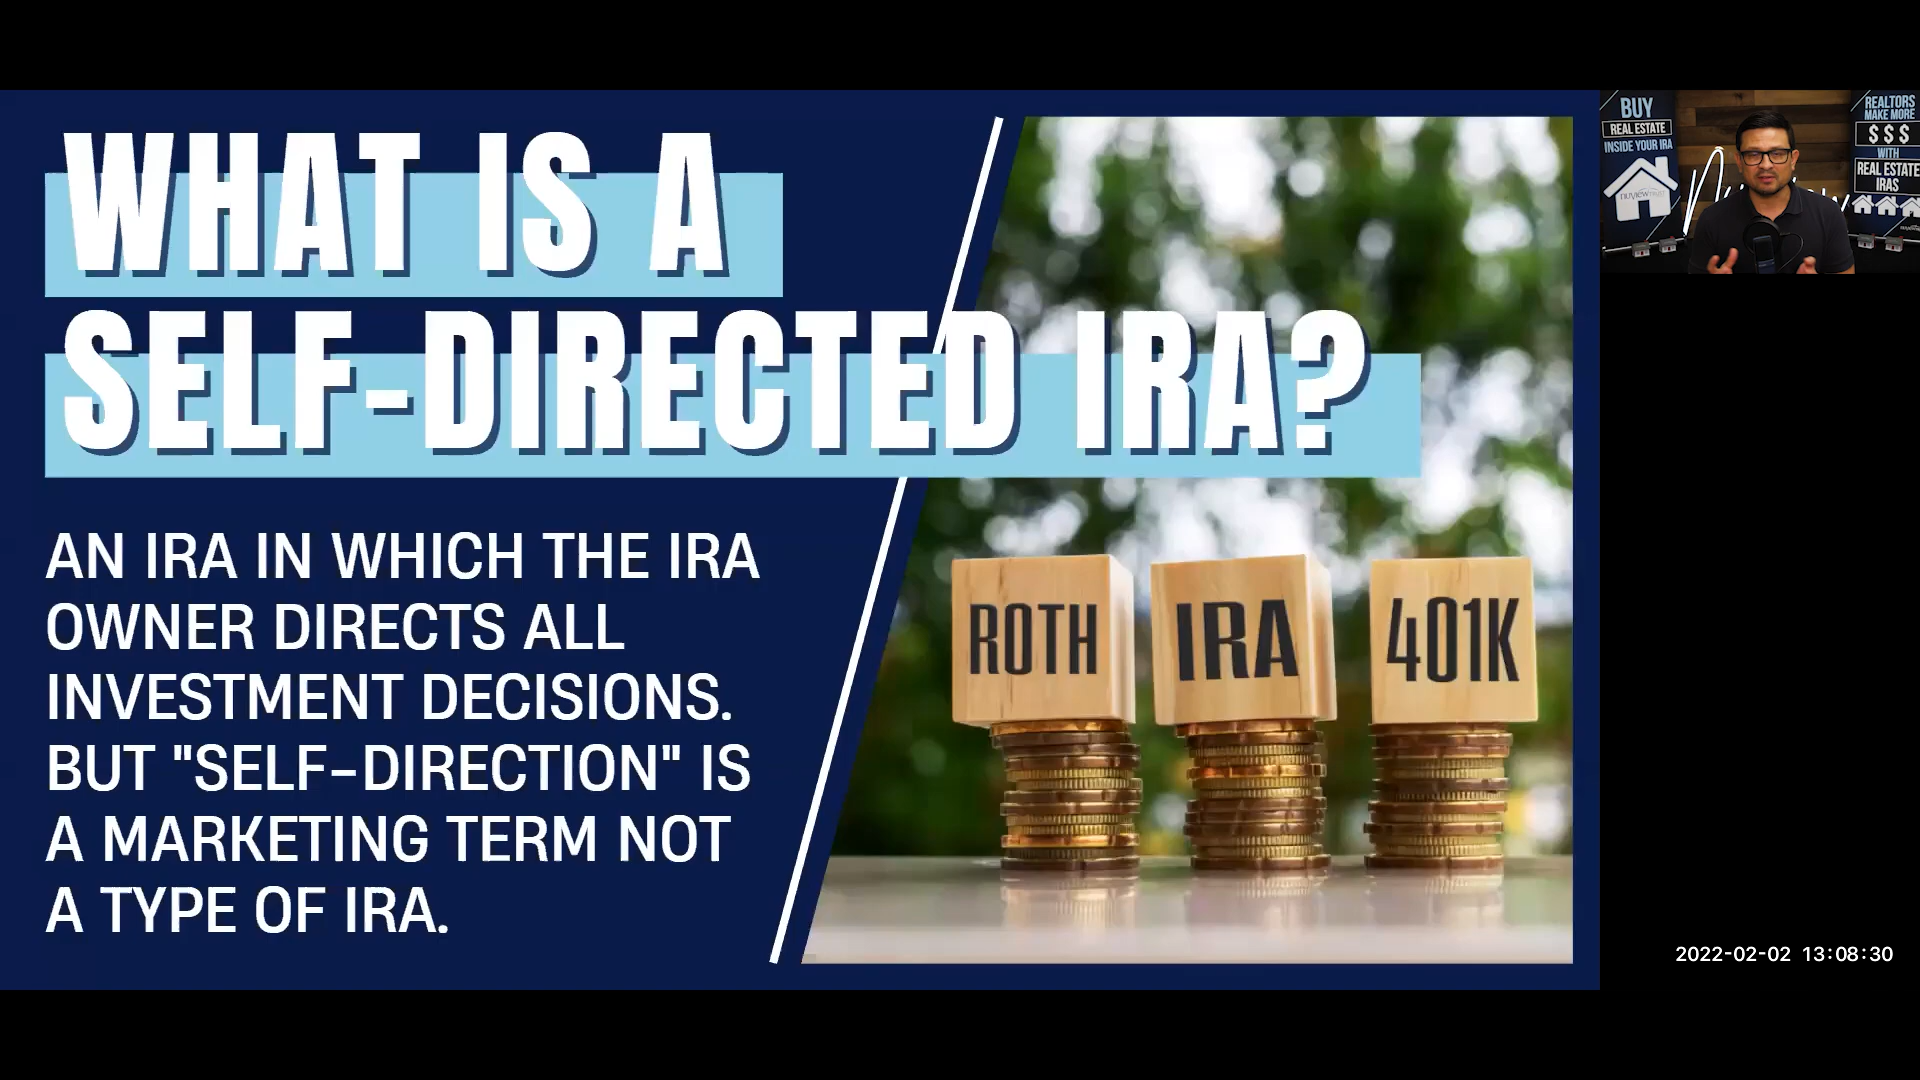 WHAT IS A
SELF-DIRECTED IRA?
AN IRA IN WHICH THE IRA
OWNER DIRECTS ALL
INVESTMENT DECISIONS.
BUT "SELF-DIRECTION" IS
A MARKETING TERM NOT
A TYPE OF IRA.
ROTH
IRA
401K
BUY
REAL ESTATE
INSIDE YOUR IRA
REALTORS
MAKE MORE
$ $ $
WITH
REAL ESTATE
IRAS
2022-02-02 13:08:30